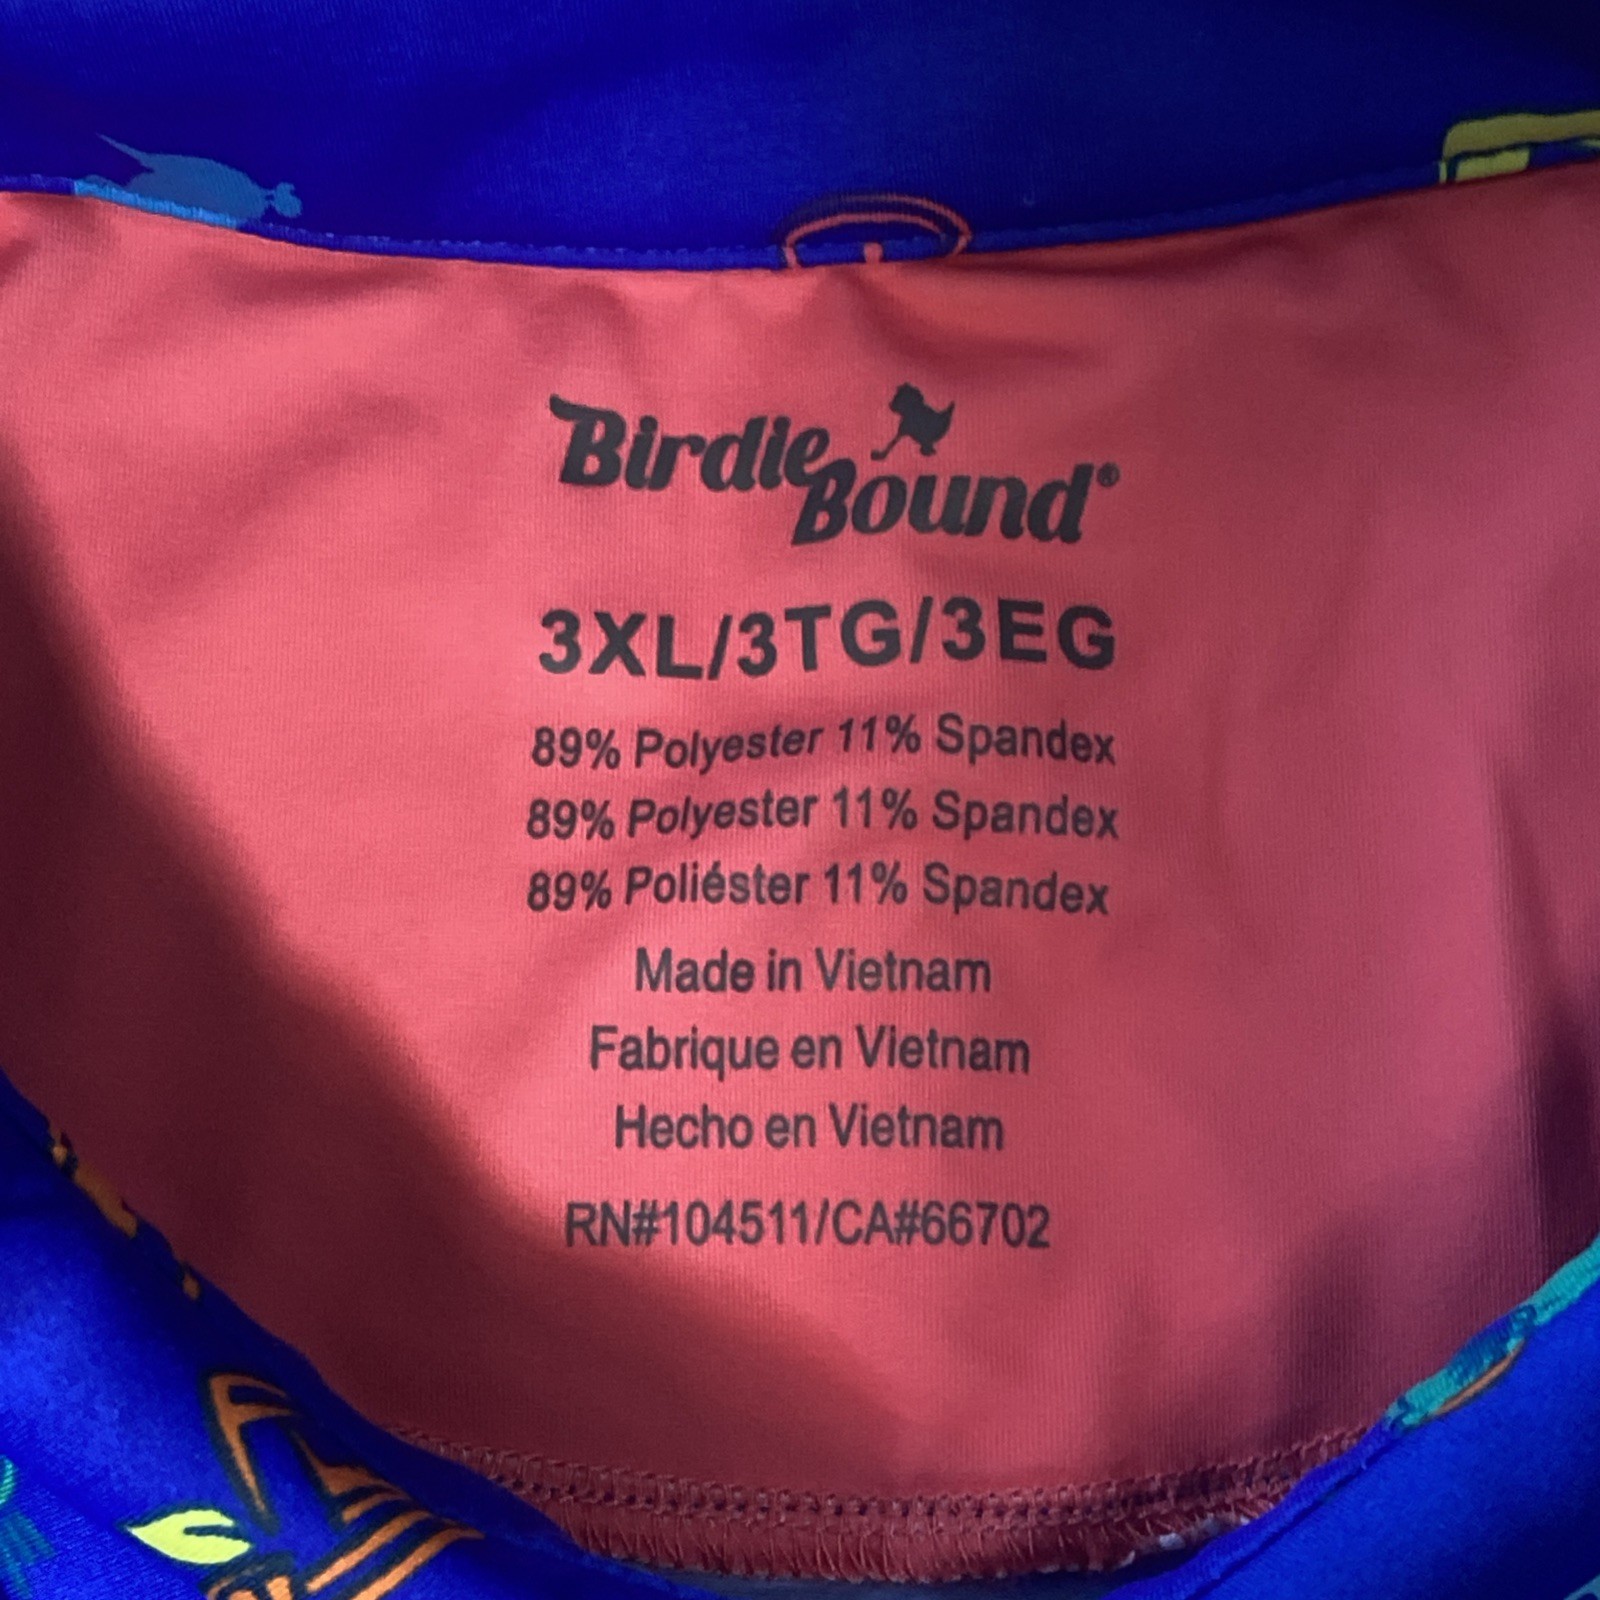 Birdie Bound®
3XL/3TG/3EG
89% Polyester 11% Spandex
89% Polyester 11% Spandex
89% Poliéster 11% Spandex
Made in Vietnam
Fabrique en Vietnam
Hecho en Vietnam
RN#104511/CA#66702